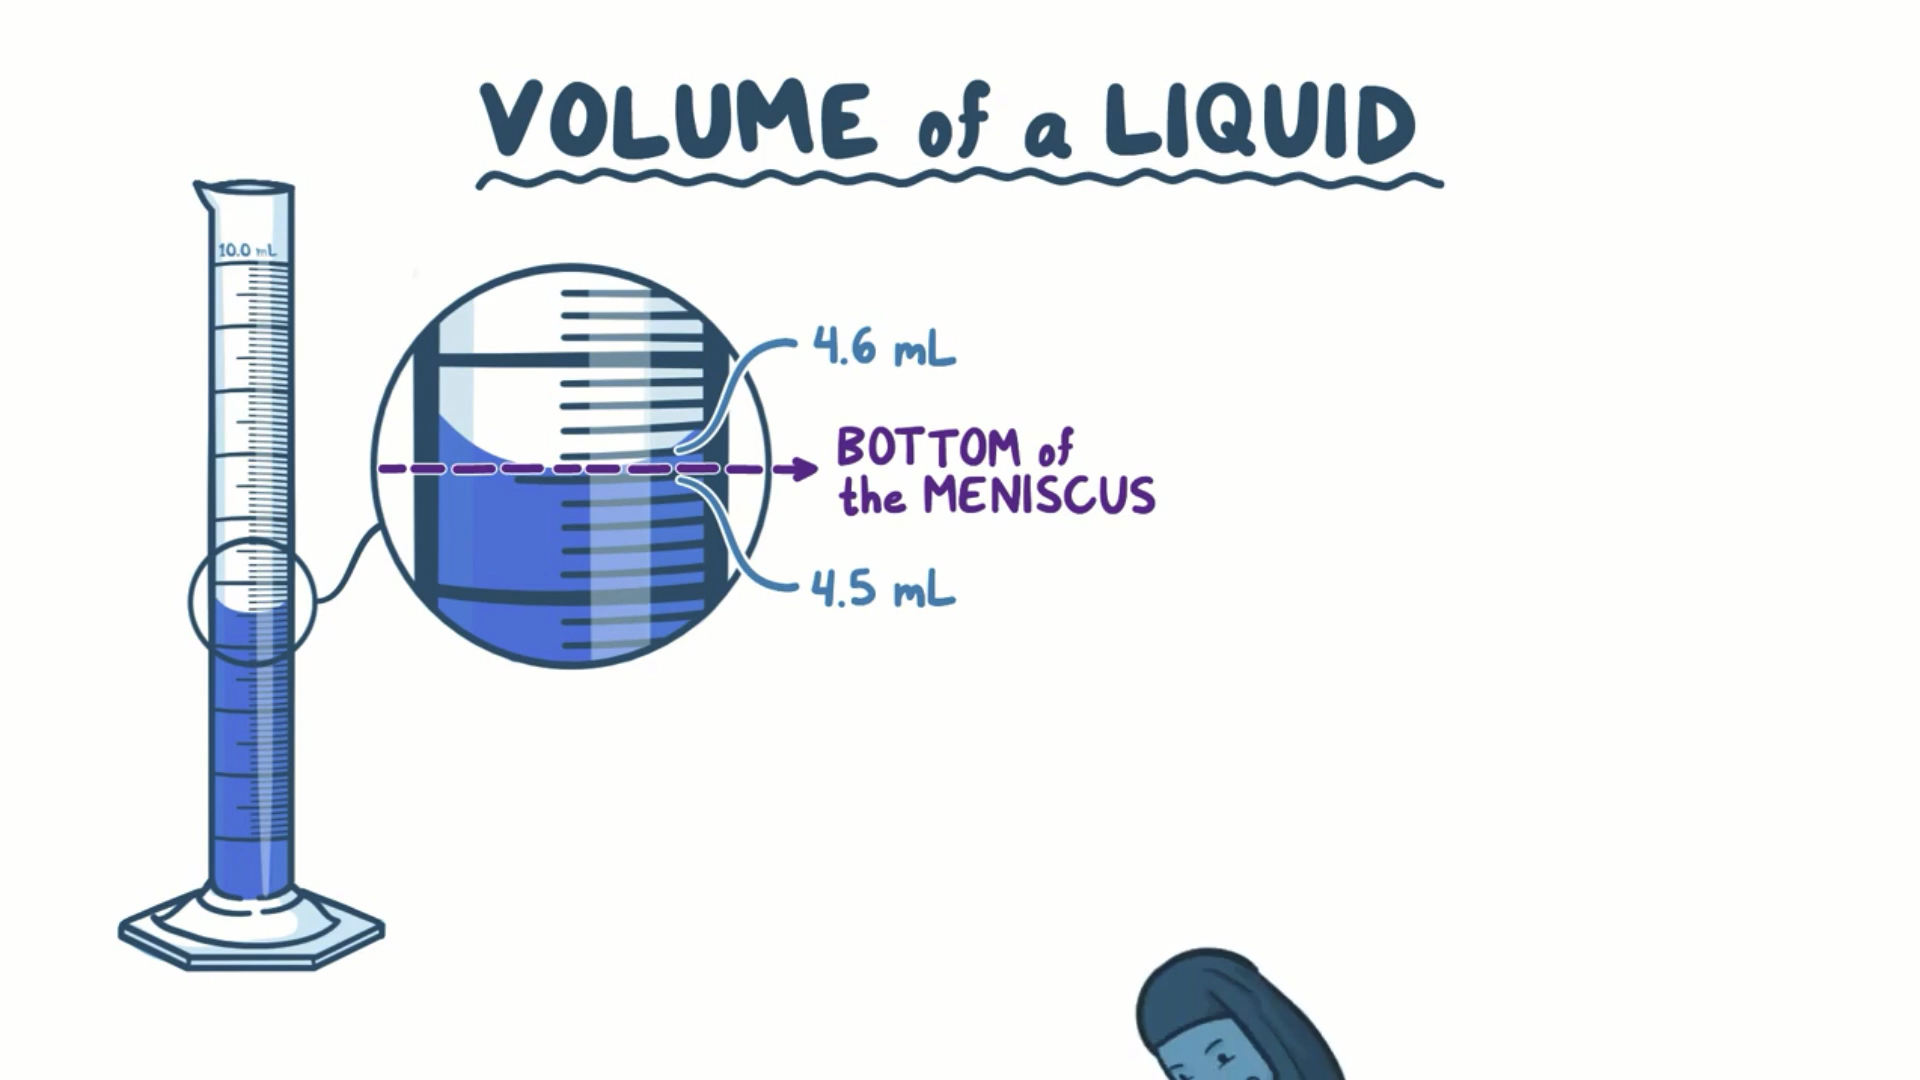 VOLUME of a LIQUID
10.0 mL
4.6 mL
BOTTOM of
the MENISCUS
4.5 mL